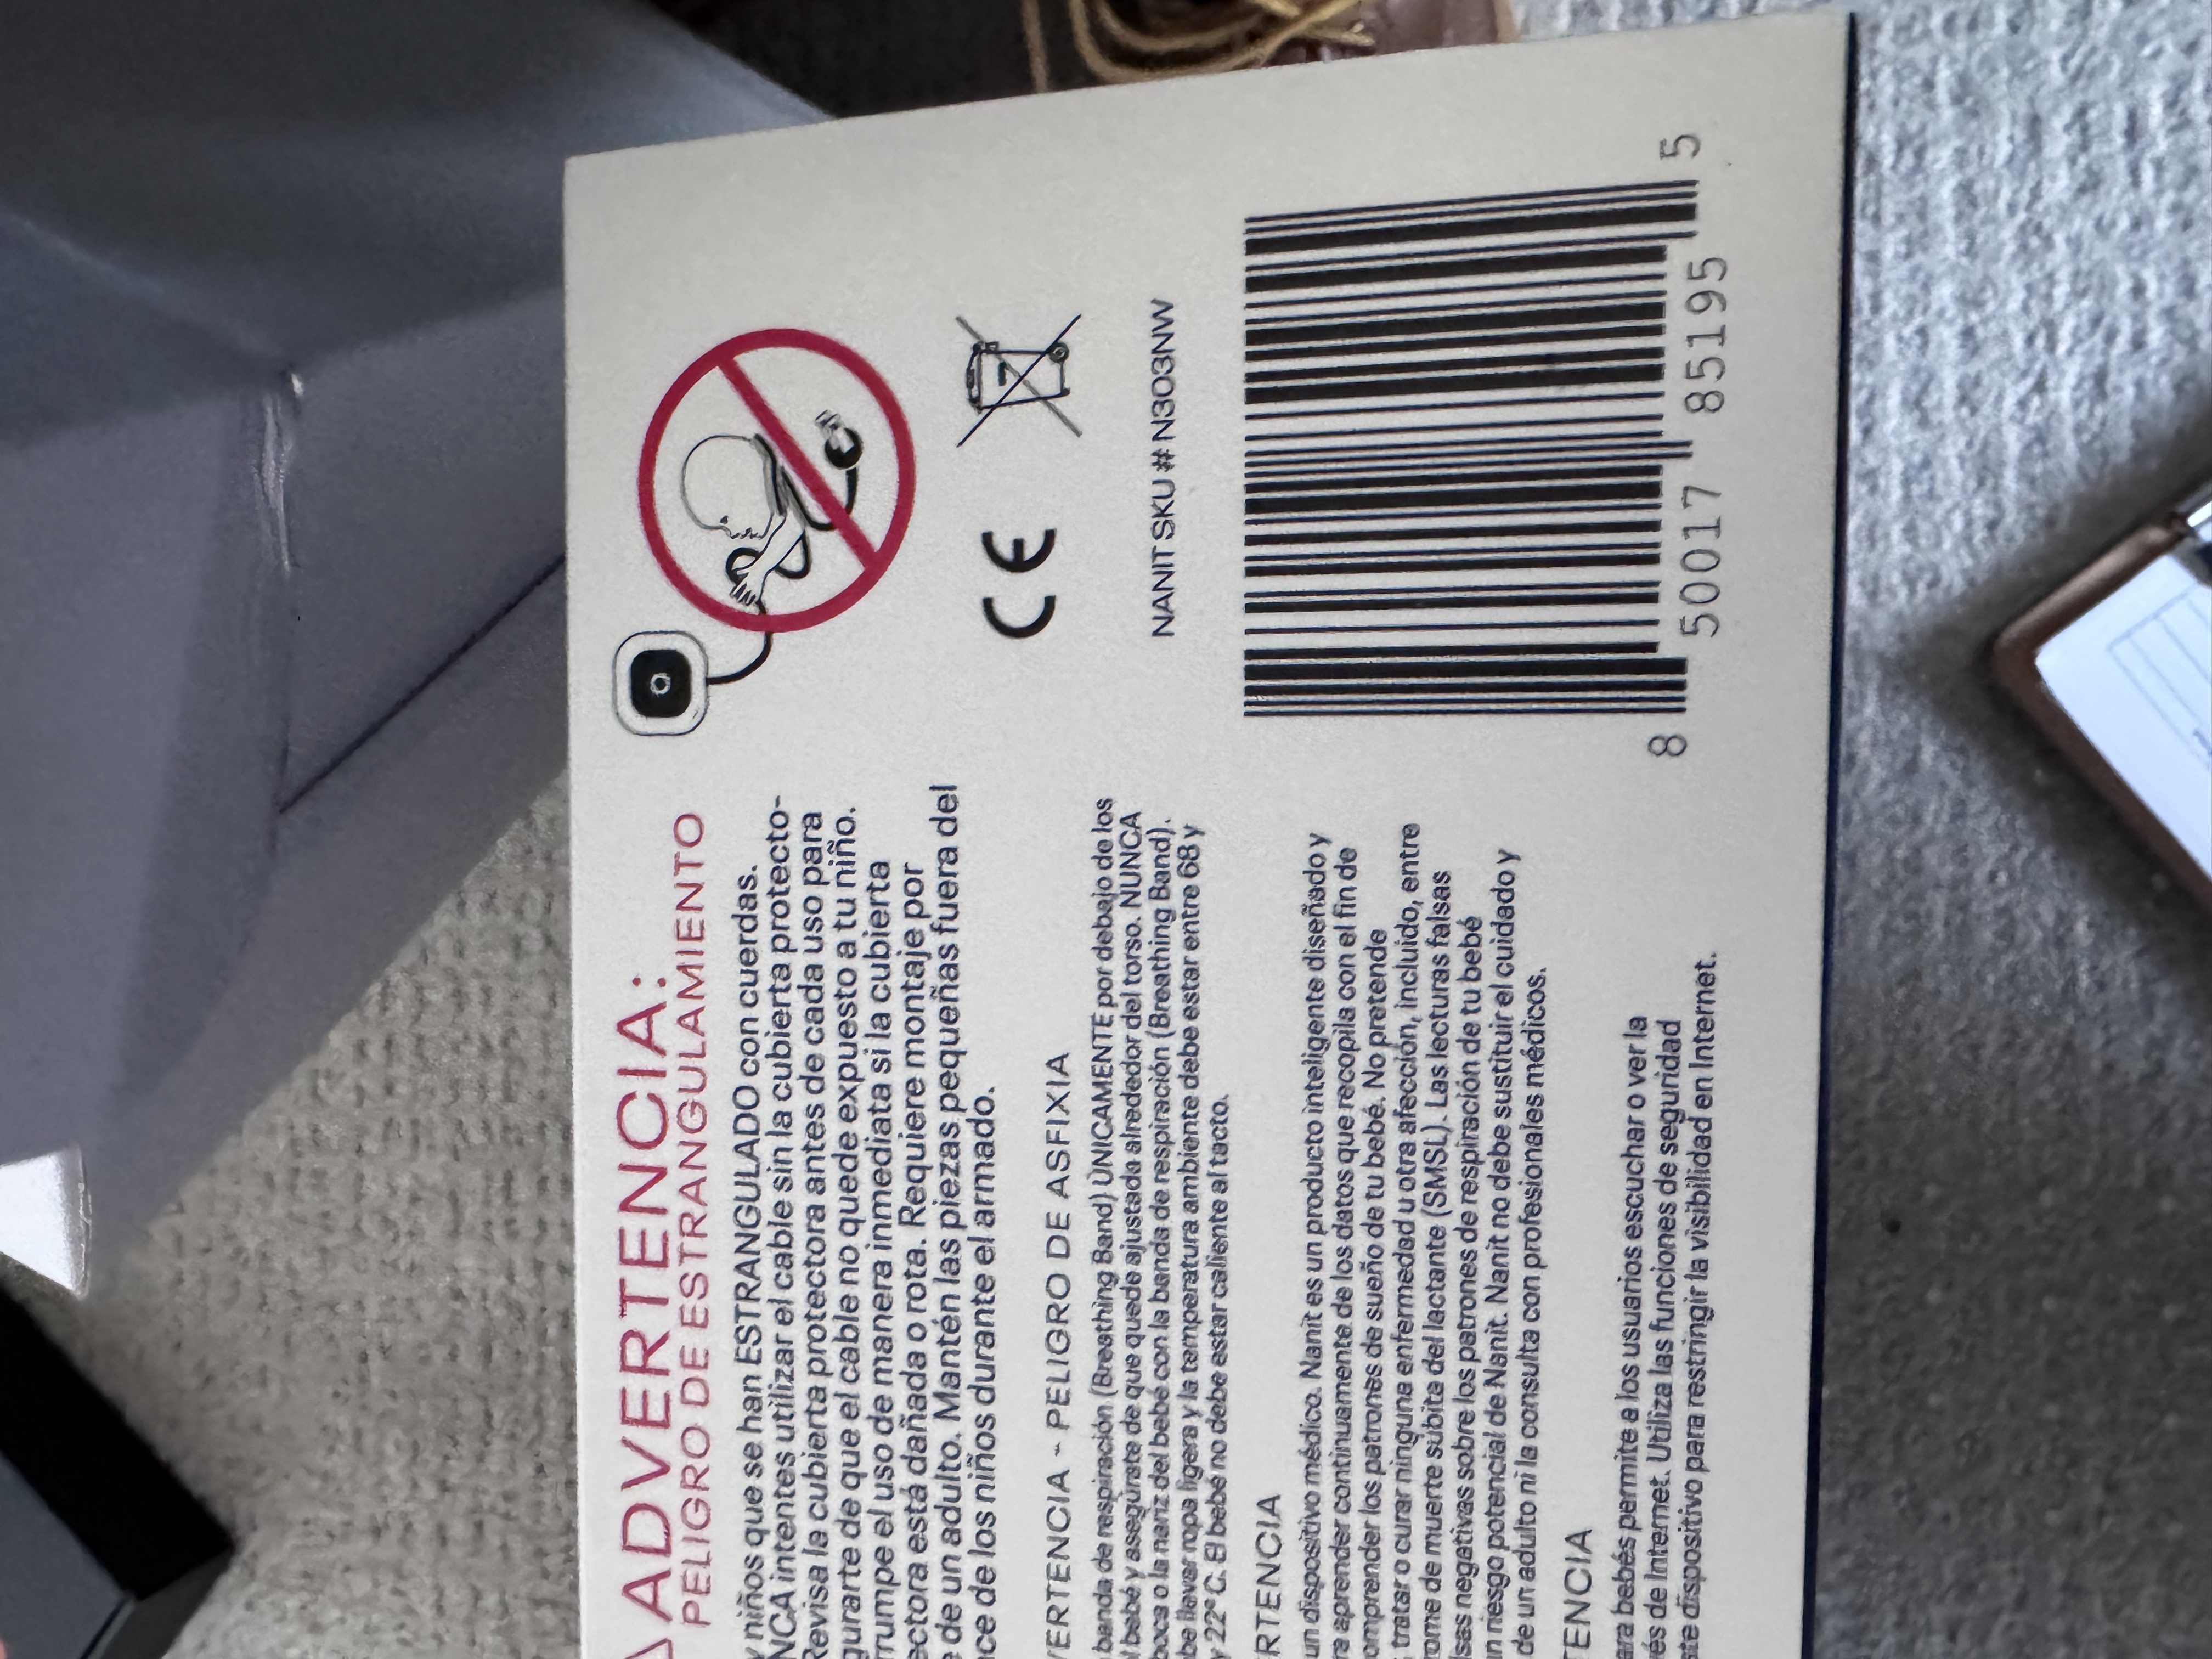 ADVERTENCIA:
PELIGRO DE ESTRANGULAMIENTO
y niños que se han ESTRANGULADO con cuerdas.
NCA intentes utilizar el cable sin la cubierta protecto-
Revisa la cubierta protectora antes de cada uso para
gurarte de que el cable no quede expuesto a tu niño.
rrumpe el uso de manera inmediata si la cubierta
ectora está dañada o rota. Requiere montaje por
e de un adulto. Mantén las piezas pequeñas fuera del
nce de los niños durante el armado.
VERTENCIA - PELIGRO DE ASFIXIA
banda de respiración (Breathing Band) ÚNICAMENTE por debajo de los
l bebé y asegúrate de que quede ajustada alrededor del torso. NUNCA
boca o la nariz del bebé con la banda de respiración (Breathing Band).
be llevar ropa ligera y la temperatura ambiente debe estar entre 68 y
y 22° C. El bebé no debe estar caliente al tacto.
RTENCIA
un dispositivo médico. Nanit es un producto inteligente diseñado y
ra aprender continuamente de los datos que recopila con el fin de
omprender los patrones de sueño de tu bebé. No pretende
, tratar o curar ninguna enfermedad u otra afección, incluido, entre
rome de muerte súbita del lactante (SMSL). Las lecturas falsas
lsas negativas sobre los patrones de respiración de tu bebé
un riesgo potencial de Nanit. Nanit no debe sustituir el cuidado y
de un adulto ni la consulta con profesionales médicos.
TENCIA
ara bebés permite a los usuarios escuchar o ver la
és de Internet. Utiliza las funciones de seguridad
ste dispositivo para restringir la visibilidad en Internet.
CE
NANIT SKU # N303NW
8 50017 85195 5